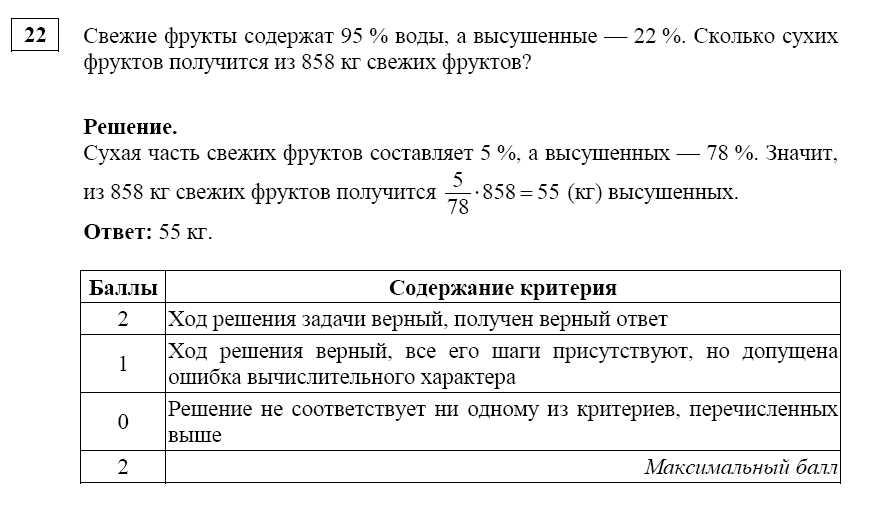 22
Свежие фрукты содержат 95 % воды, а высушенные — 22 %. Сколько сухих
фруктов получится из 858 кг свежих фруктов?
Решение.
Сухая часть свежих фруктов составляет 5 %, а высушенных — 78 %. Значит,
из 858 кг свежих фруктов получится 5/78 · 858 = 55 (кг) высушенных.
Ответ: 55 кг.
Баллы Содержание критерия
2 Ход решения задачи верный, получен верный ответ
1 Ход решения верный, все его шаги присутствуют, но допущена
ошибка вычислительного характера
0 Решение не соответствует ни одному из критериев, перечисленных
выше
2 Максимальный балл